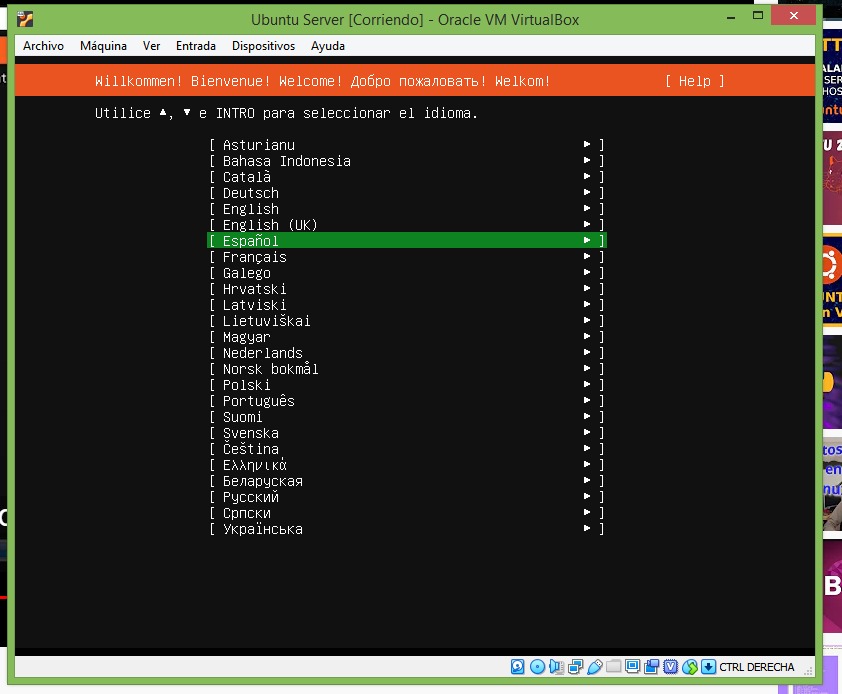 Ubuntu Server [Corriendo] - Oracle VM VirtualBox
Archivo Máquina Ver Entrada Dispositivos Ayuda
Willkommen! Bienvenue! Welcome! Добро пожаловать! Welkom! [ Help ]
Utilice ▲, ▼ e INTRO para seleccionar el idioma.
[ Asturianu ► ]
[ Bahasa Indonesia ► ]
[ Català ► ]
[ Deutsch ► ]
[ English ► ]
[ English (UK) ► ]
[ Español ► ]
[ Français ► ]
[ Galego ► ]
[ Hrvatski ► ]
[ Latviski ► ]
[ Lietuviškai ► ]
[ Magyar ► ]
[ Nederlands ► ]
[ Norsk bokmål ► ]
[ Polski ► ]
[ Português ► ]
[ Suomi ► ]
[ Svenska ► ]
[ Čeština ► ]
[ Ελληνικά ► ]
[ Беларуская ► ]
[ Русский ► ]
[ Српски ► ]
[ Українська ► ]
CTRL DERECHA